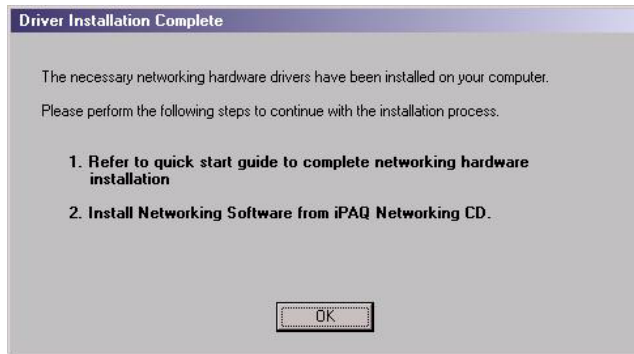 Driver Installation Complete
The necessary networking hardware drivers have been installed on your computer.
Please perform the following steps to continue with the installation process.
1. Refer to quick start guide to complete networking hardware
installation
2. Install Networking Software from iPAQ Networking CD.
OK